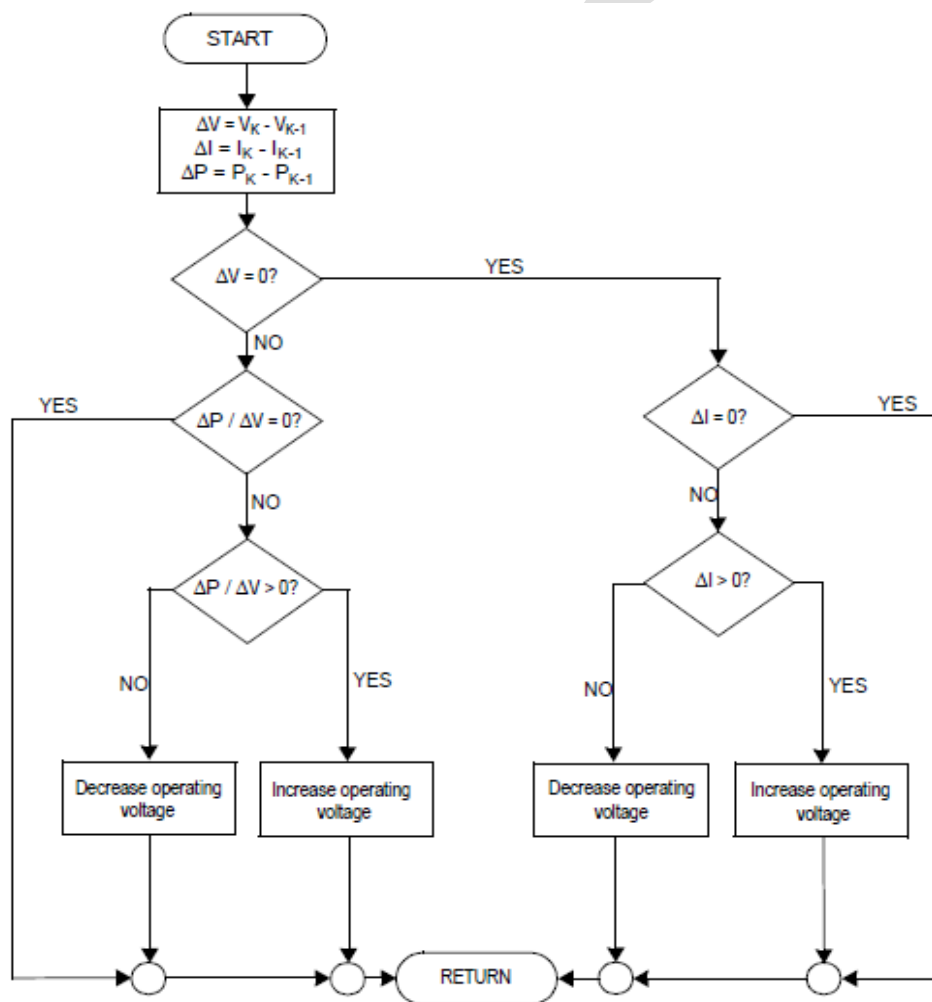 START
ΔV = V_K - V_K-1
ΔI = I_K - I_K-1
ΔP = P_K - P_K-1
ΔV = 0?
YES
NO
YES
ΔP / ΔV = 0?
ΔI = 0?
YES
NO
NO
ΔP / ΔV > 0?
ΔI > 0?
NO
YES
NO
YES
Decrease operating
voltage
Increase operating
voltage
Decrease operating
voltage
Increase operating
voltage
RETURN